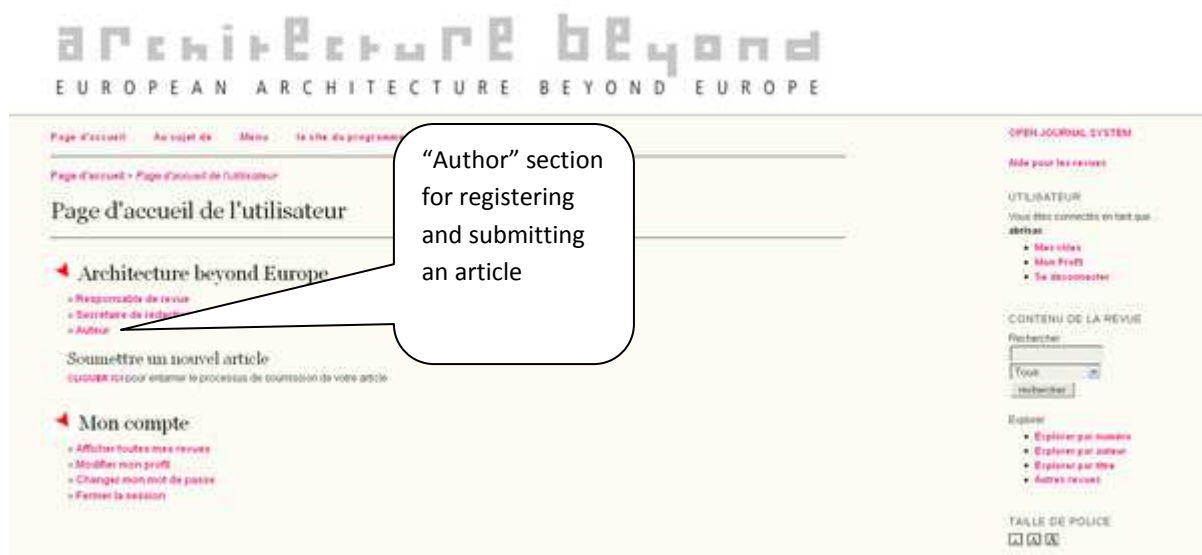 architecture beyond
EUROPEAN ARCHITECTURE BEYOND EUROPE
Page d'accueil Au sujet de Menu le site du programme
Page d'accueil > Page d'accueil de l'utilisateur
Page d'accueil de l'utilisateur
Architecture beyond Europe
» Responsable de revue
» Secrétaire de
» Auteur
Soumettre un nouvel article
CLIQUER ICI pour entamer le processus de soumission de votre article
Mon compte
» Afficher toutes mes revues
» Modifier mon profil
» Changer mon mot de passe
» Fermer la session
“Author” section
for registering
and submitting
an article
OPEN JOURNAL SYSTEM
Aide pour les revues
UTILISATEUR
Vous êtes connectés en tant que
abrisac
• Mes rôles
• Mon Profil
• Se déconnecter
CONTENU DE LA REVUE
Rechercher
Tous
rechercher
Explorer
• Explorer par numéro
• Explorer par auteur
• Explorer par titre
• Autres revues
TAILLE DE POLICE
A A A